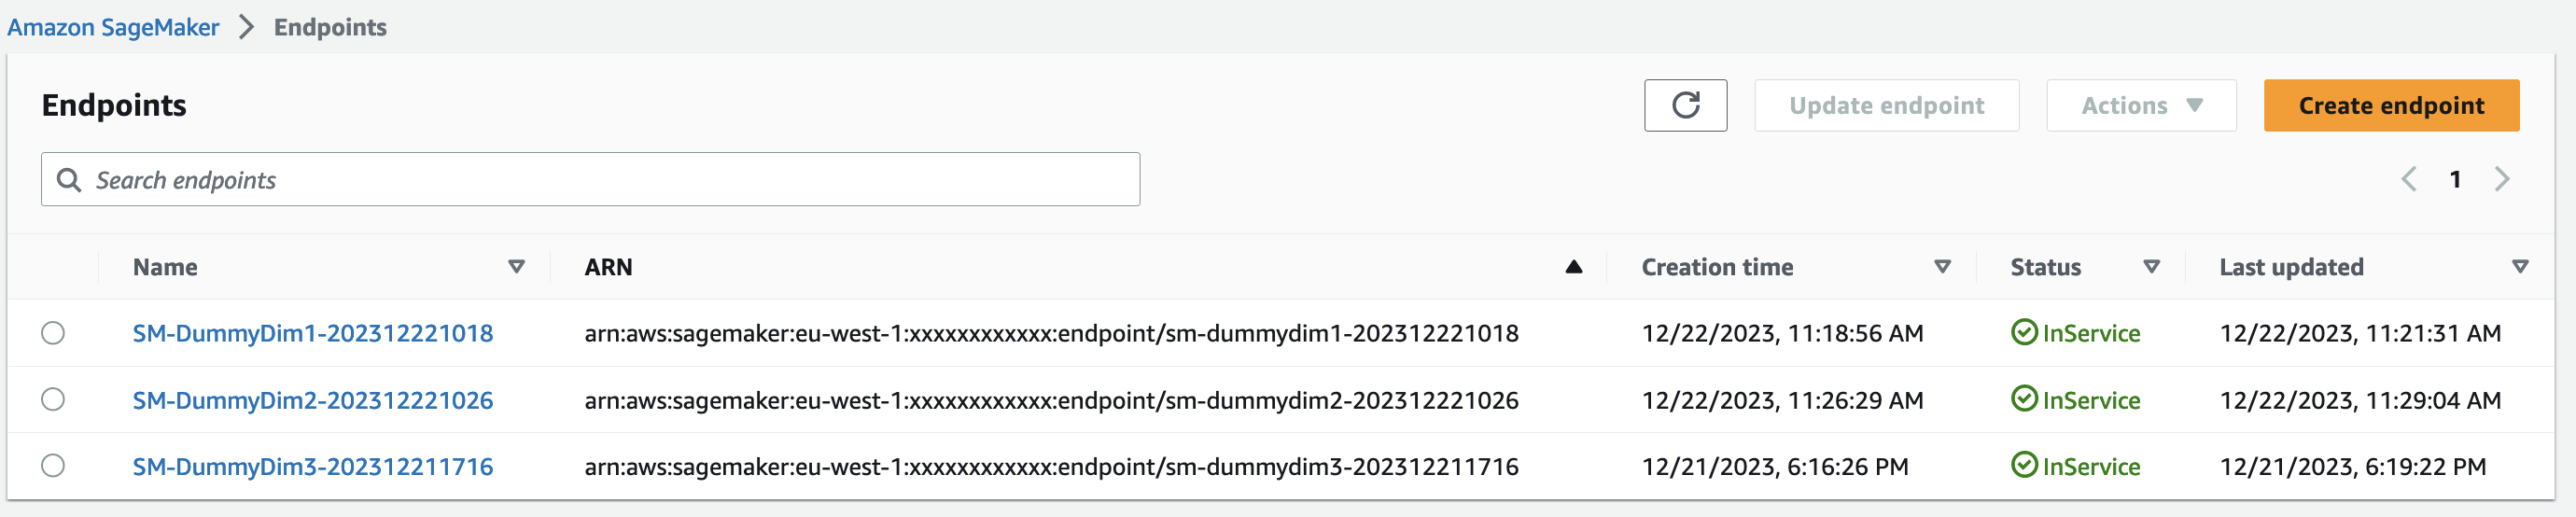 Amazon SageMaker > Endpoints
Endpoints
Update endpoint Actions Create endpoint
Search endpoints
1
Name ARN Creation time Status Last updated
SM-DummyDim1-202312221018 arn:aws:sagemaker:eu-west-1:xxxxxxxxxxxx:endpoint/sm-dummydim1-202312221018 12/22/2023, 11:18:56 AM InService 12/22/2023, 11:21:31 AM
SM-DummyDim2-202312221026 arn:aws:sagemaker:eu-west-1:xxxxxxxxxxxx:endpoint/sm-dummydim2-202312221026 12/22/2023, 11:26:29 AM InService 12/22/2023, 11:29:04 AM
SM-DummyDim3-202312211716 arn:aws:sagemaker:eu-west-1:xxxxxxxxxxxx:endpoint/sm-dummydim3-202312211716 12/21/2023, 6:16:26 PM InService 12/21/2023, 6:19:22 PM